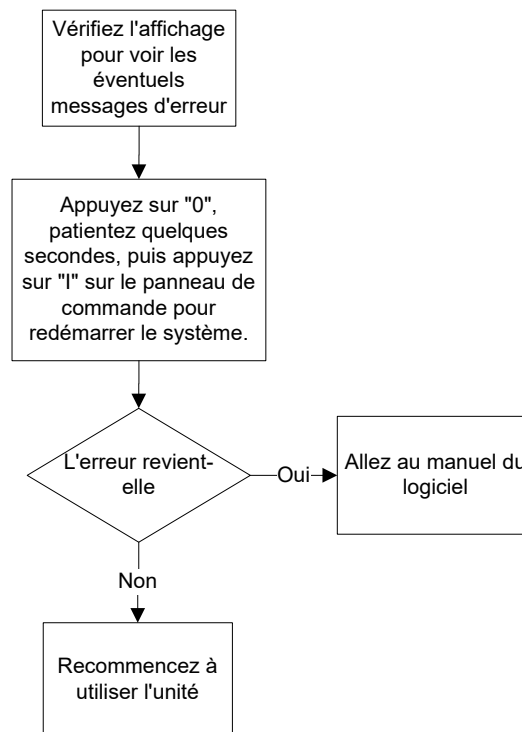 Vérifiez l'affichage
pour voir les
éventuels
messages d'erreur
Appuyez sur "0",
patientez quelques
secondes, puis appuyez
sur "I" sur le panneau de
commande pour
redémarrer le système.
L'erreur revient-
elle
Oui
Allez au manuel du
logiciel
Non
Recommencez à
utiliser l'unité